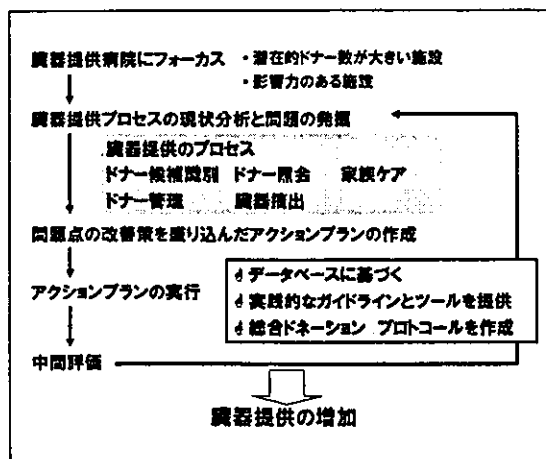 臓器提供病院にフォーカス ・潜在的ドナー数が大きい施設
・影響力のある施設
臓器提供プロセスの現状分析と問題の発掘
臓器提供のプロセス
ドナー候補識別 ドナー照会 家族ケア
ドナー管理 臓器摘出
問題点の改善策を盛り込んだアクションプランの作成
データベースに基づく
アクションプランの実行
実践的なガイドラインとツールを提供
総合ドネーション プロトコールを作成
中間評価
臓器提供の増加